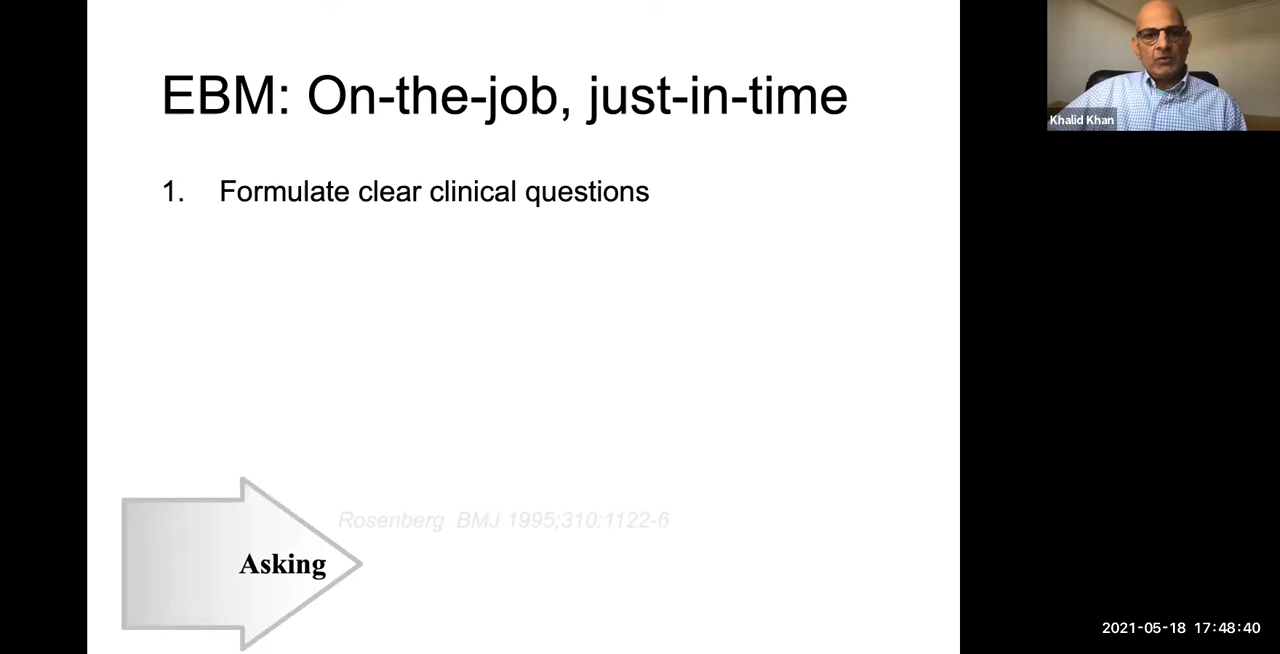 EBM: On-the-job, just-in-time
Khalid Khan
1. Formulate clear clinical questions
Rosenberg BMJ 1995;310:1122-6
Asking
2021-05-18 17:48:40